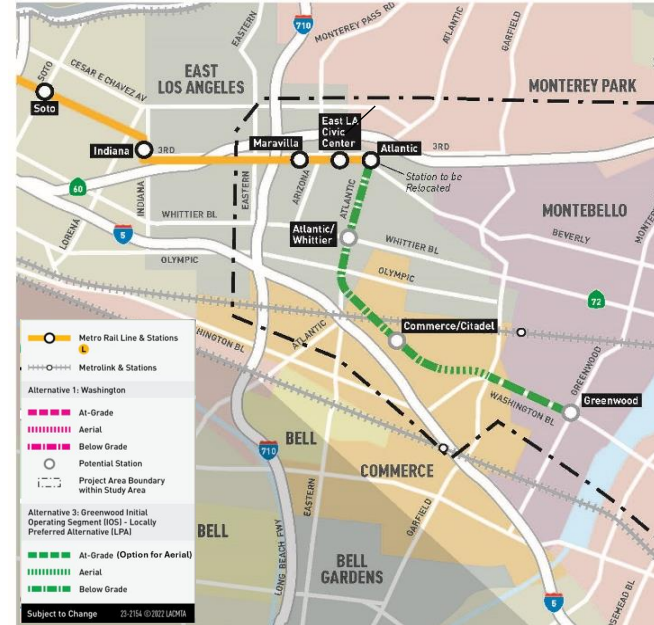 710
EASTERN
MONTEREY PASS RD
ATLANTIC
GARFIELD
SOTO
CESAR E CHAVEZ AV
EAST
LOS ANGELES
MONTEREY PARK
Soto
Indiana
3RD
Maravilla
East LA
Civic
Center
Atlantic
3RD
Station to be
Relocated
60
INDIANA
EASTERN
ARIZONA
ATLANTIC
MONTEBELLO
LORENA
5
WHITTIER BL
OLYMPIC
Atlantic/
Whittier
WHITTIER BL
BEVERLY
OLYMPIC
72
ATLANTIC
Commerce/Citadel
GREENWOOD
WASHINGTON BL
Greenwood
BELL
710
COMMERCE
EASTERN
GARFIELD
BELL
BELL
GARDENS
LONG BEACH FWY
5
Metro Rail Line & Stations
L
Metrolink & Stations
Alternative 1: Washington
At-Grade
Aerial
Below Grade
Potential Station
Project Area Boundary
within Study Area
Alternative 3: Greenwood Initial
Operating Segment (IOS) - Locally
Preferred Alternative (LPA)
At-Grade (Option for Aerial)
Aerial
Below Grade
Subject to Change 23-2154 ©2022 LACMTA